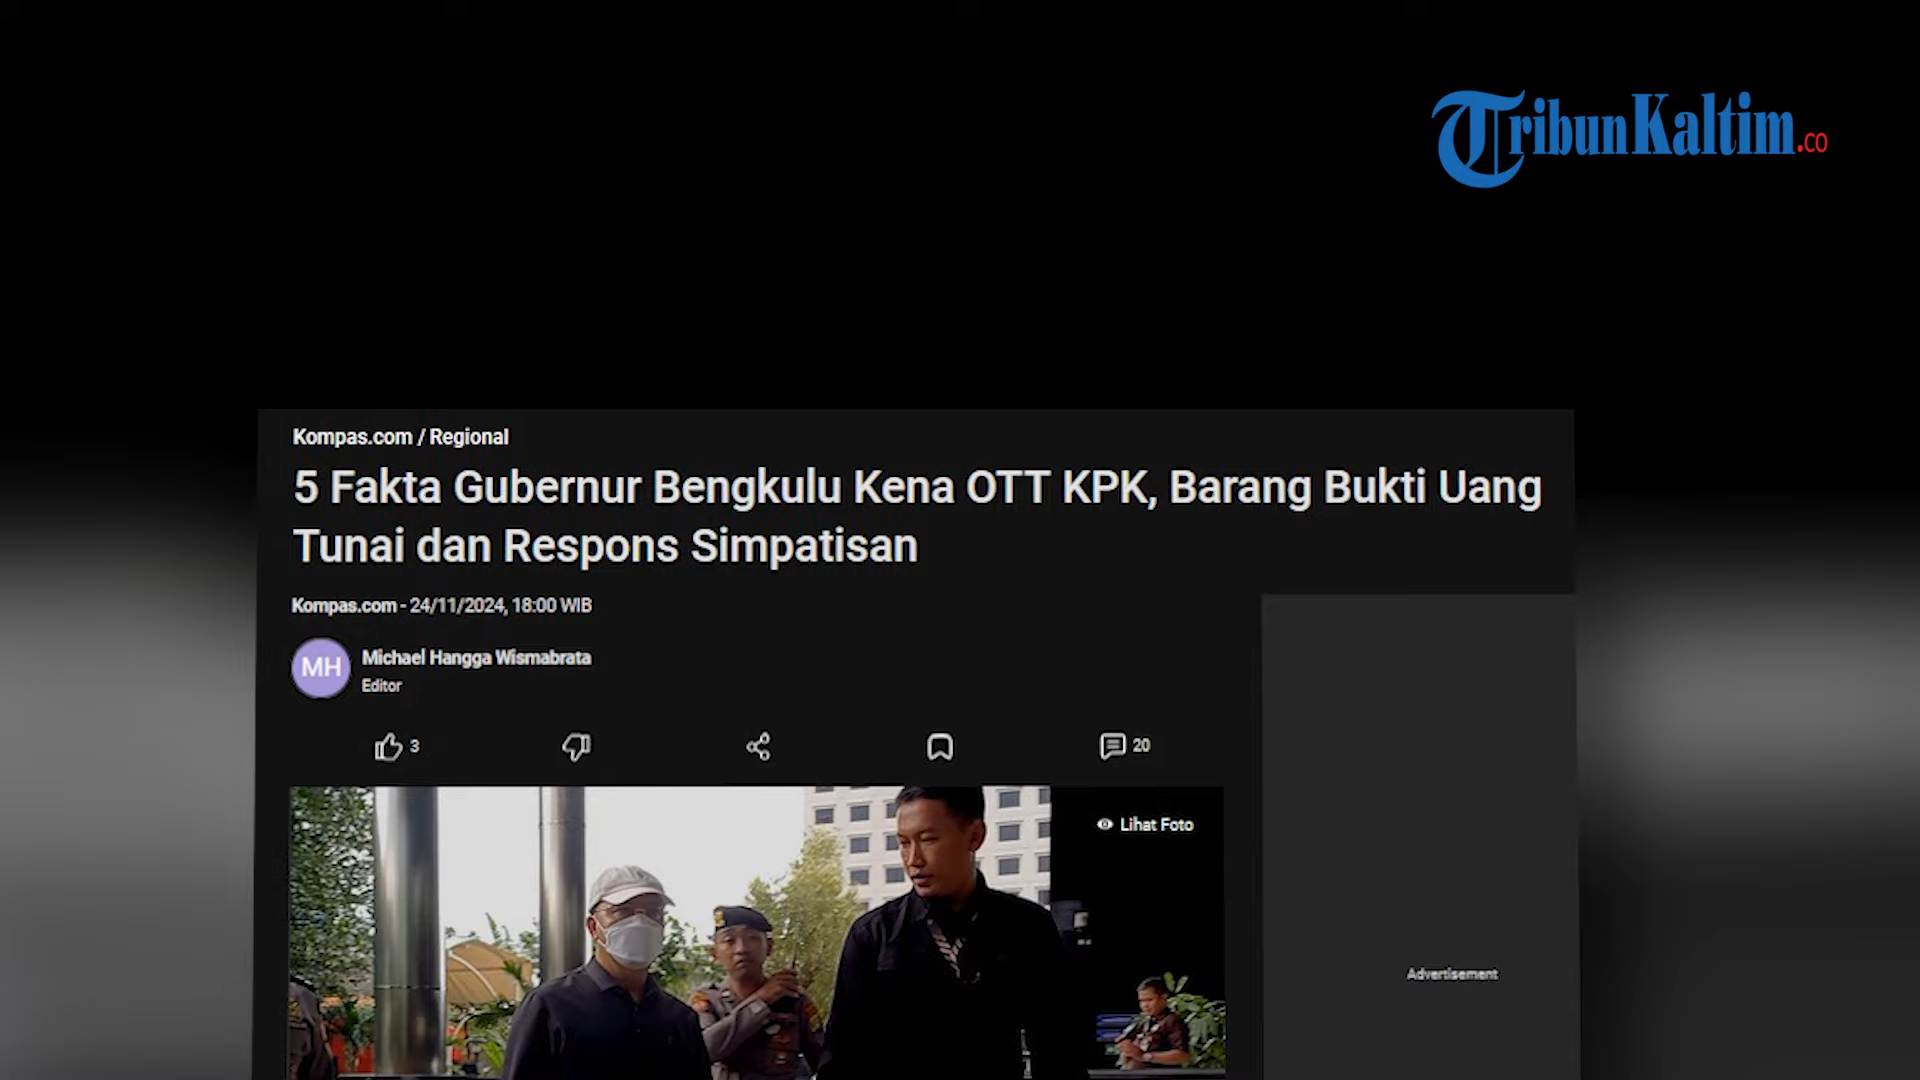 TribunKaltim.co
Kompas.com / Regional
5 Fakta Gubernur Bengkulu Kena OTT KPK, Barang Bukti Uang
Tunai dan Respons Simpatisan
Kompas.com - 24/11/2024, 18:00 WIB
MH
Michael Hangga Wismabrata
Editor
3
20
Lihat Foto
Advertisement